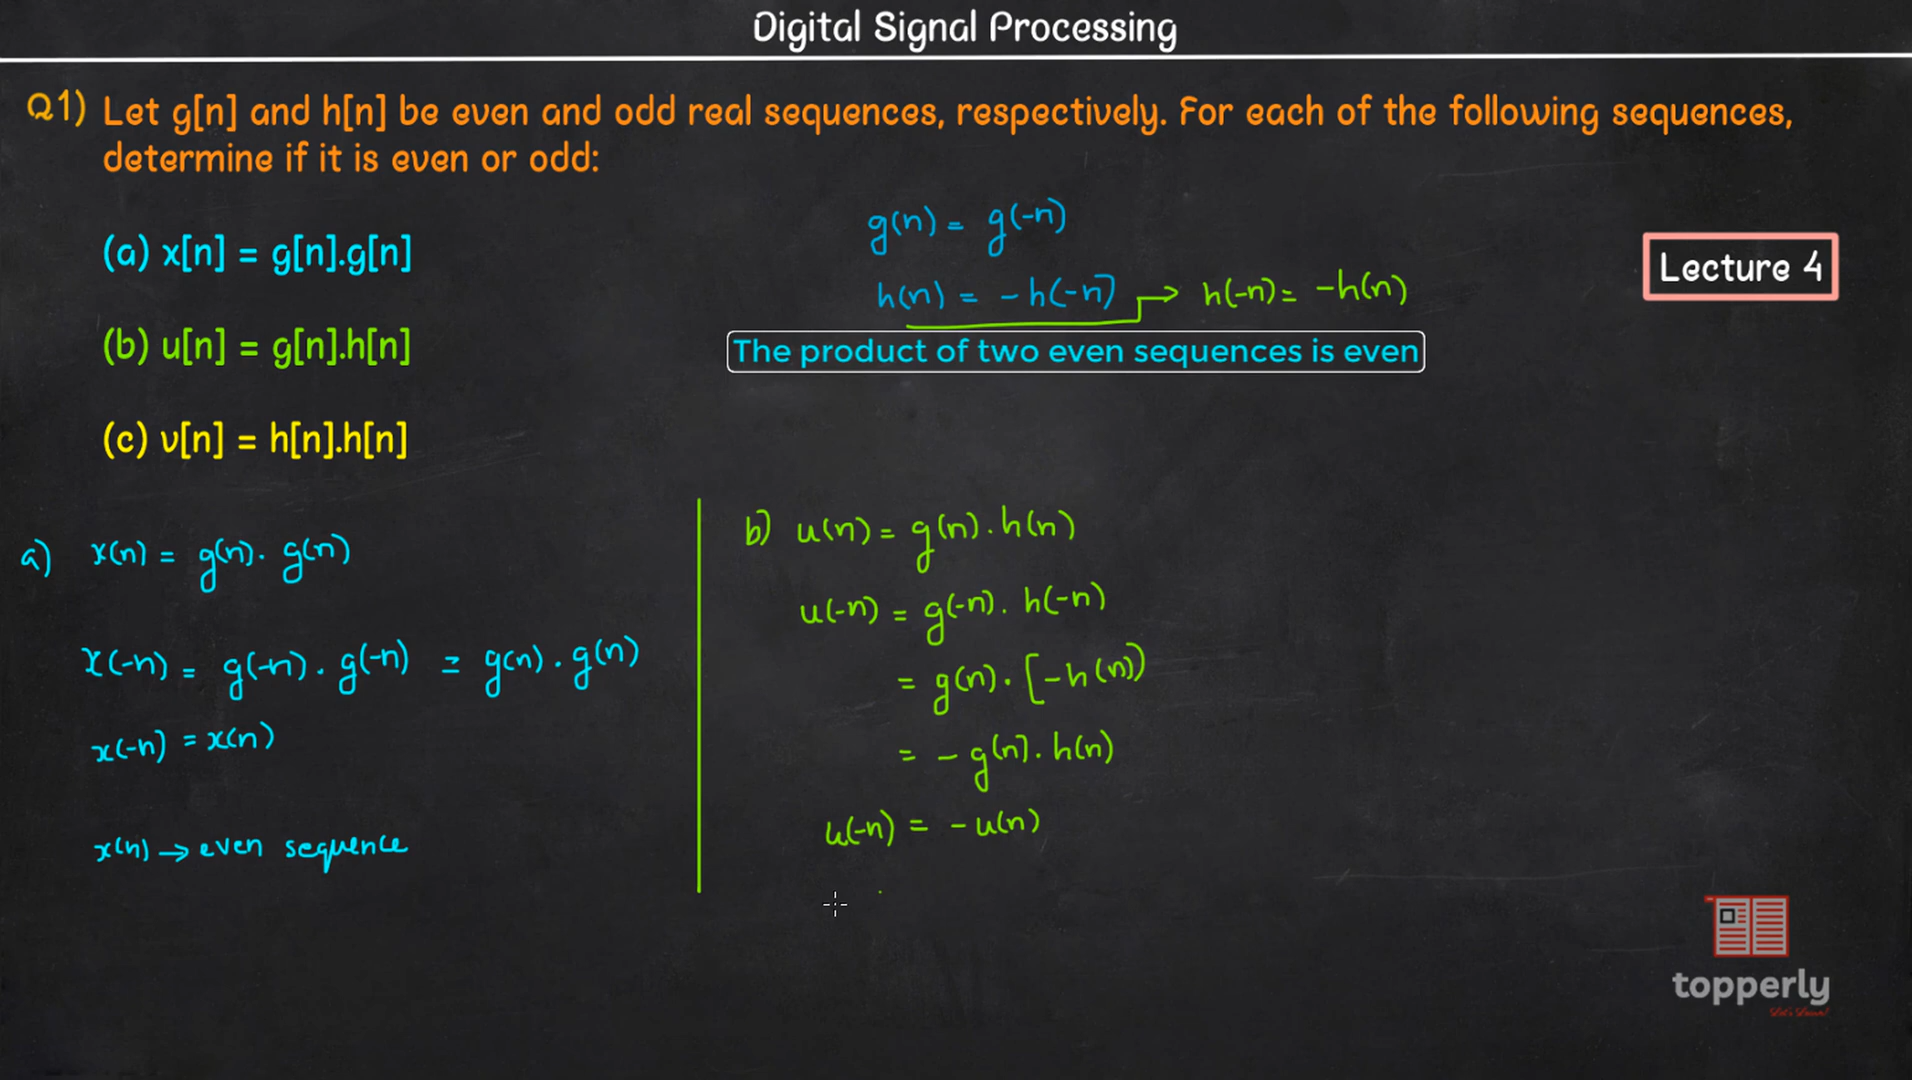 Digital Signal Processing
Q1) Let g[n] and h[n] be even and odd real sequences, respectively. For each of the following sequences,
determine if it is even or odd:
(a) x[n] = g[n].g[n]
(b) u[n] = g[n].h[n]
(c) v[n] = h[n].h[n]
g(n) = g(-n)
h(n) = -h(-n) → h(-n) = -h(n)
The product of two even sequences is even
Lecture 4
a) x(n) = g(n). g(n)
x(-n) = g(-n). g(-n) = g(n). g(n)
x(-n) = x(n)
x(n) → even sequence
b) u(n) = g(n). h(n)
u(-n) = g(-n). h(-n)
= g(n). [-h(n)]
= - g(n). h(n)
u(-n) = - u(n)
topperly
Let's Learn!